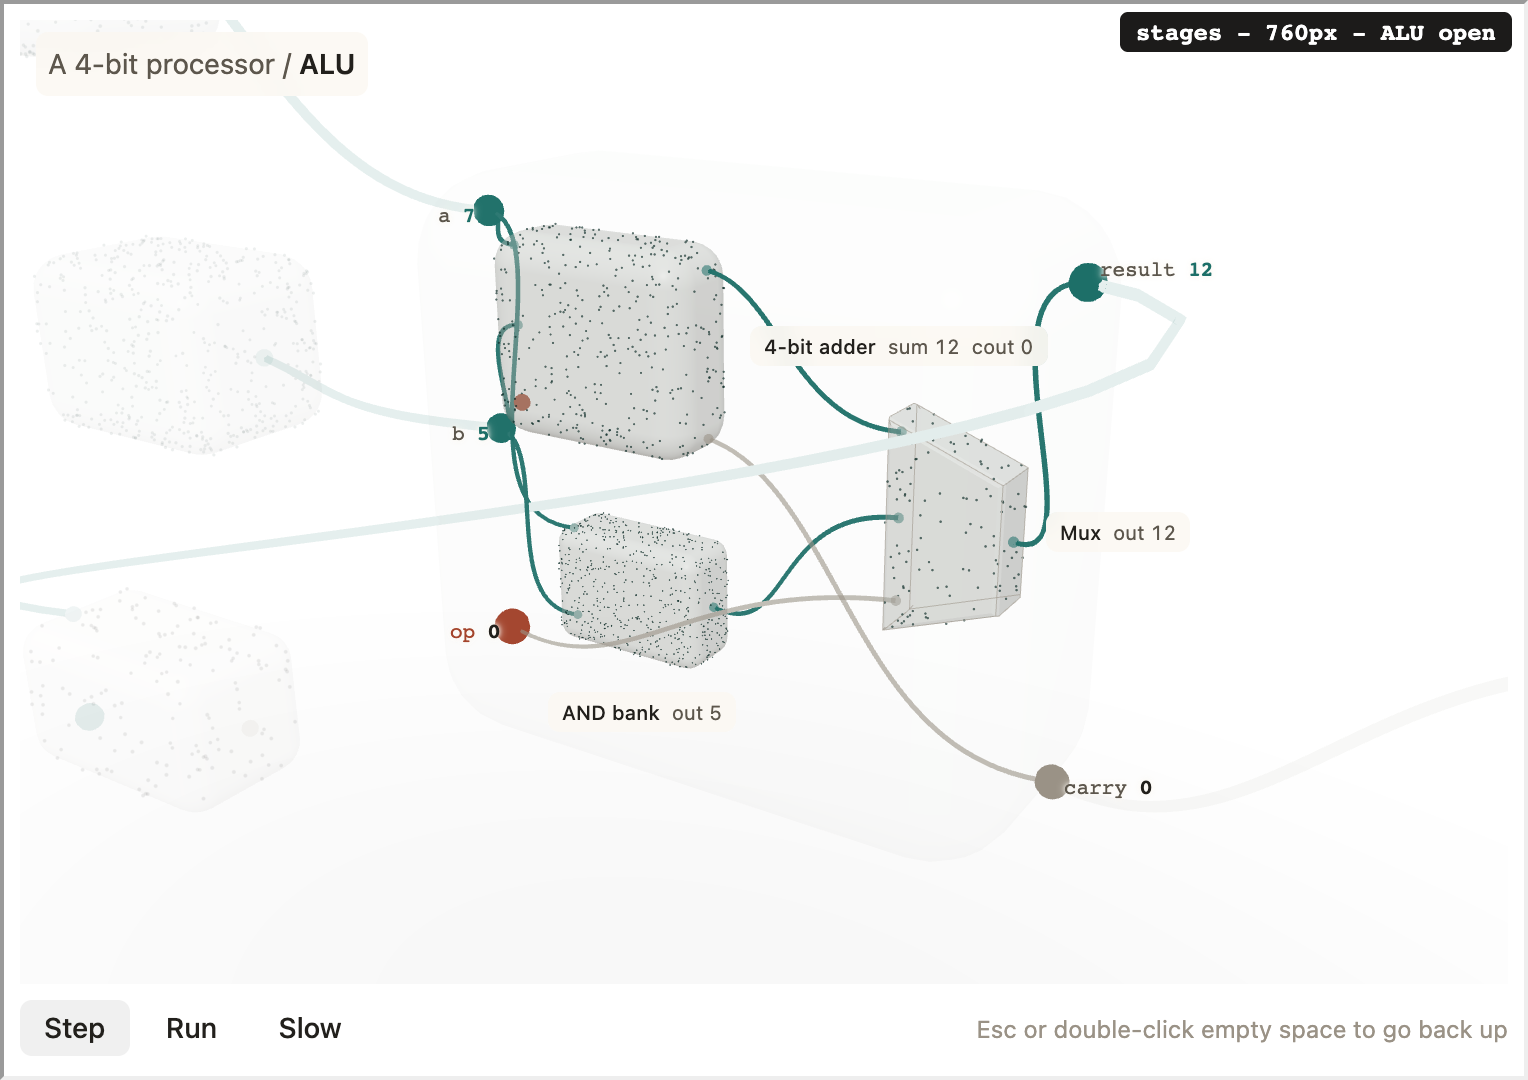 stages – 760px – ALU open
A 4-bit processor / ALU
a 7
result 12
4-bit adder sum 12 cout 0
b 5
Mux out 12
op 0
AND bank out 5
carry 0
Step Run Slow
Esc or double-click empty space to go back up